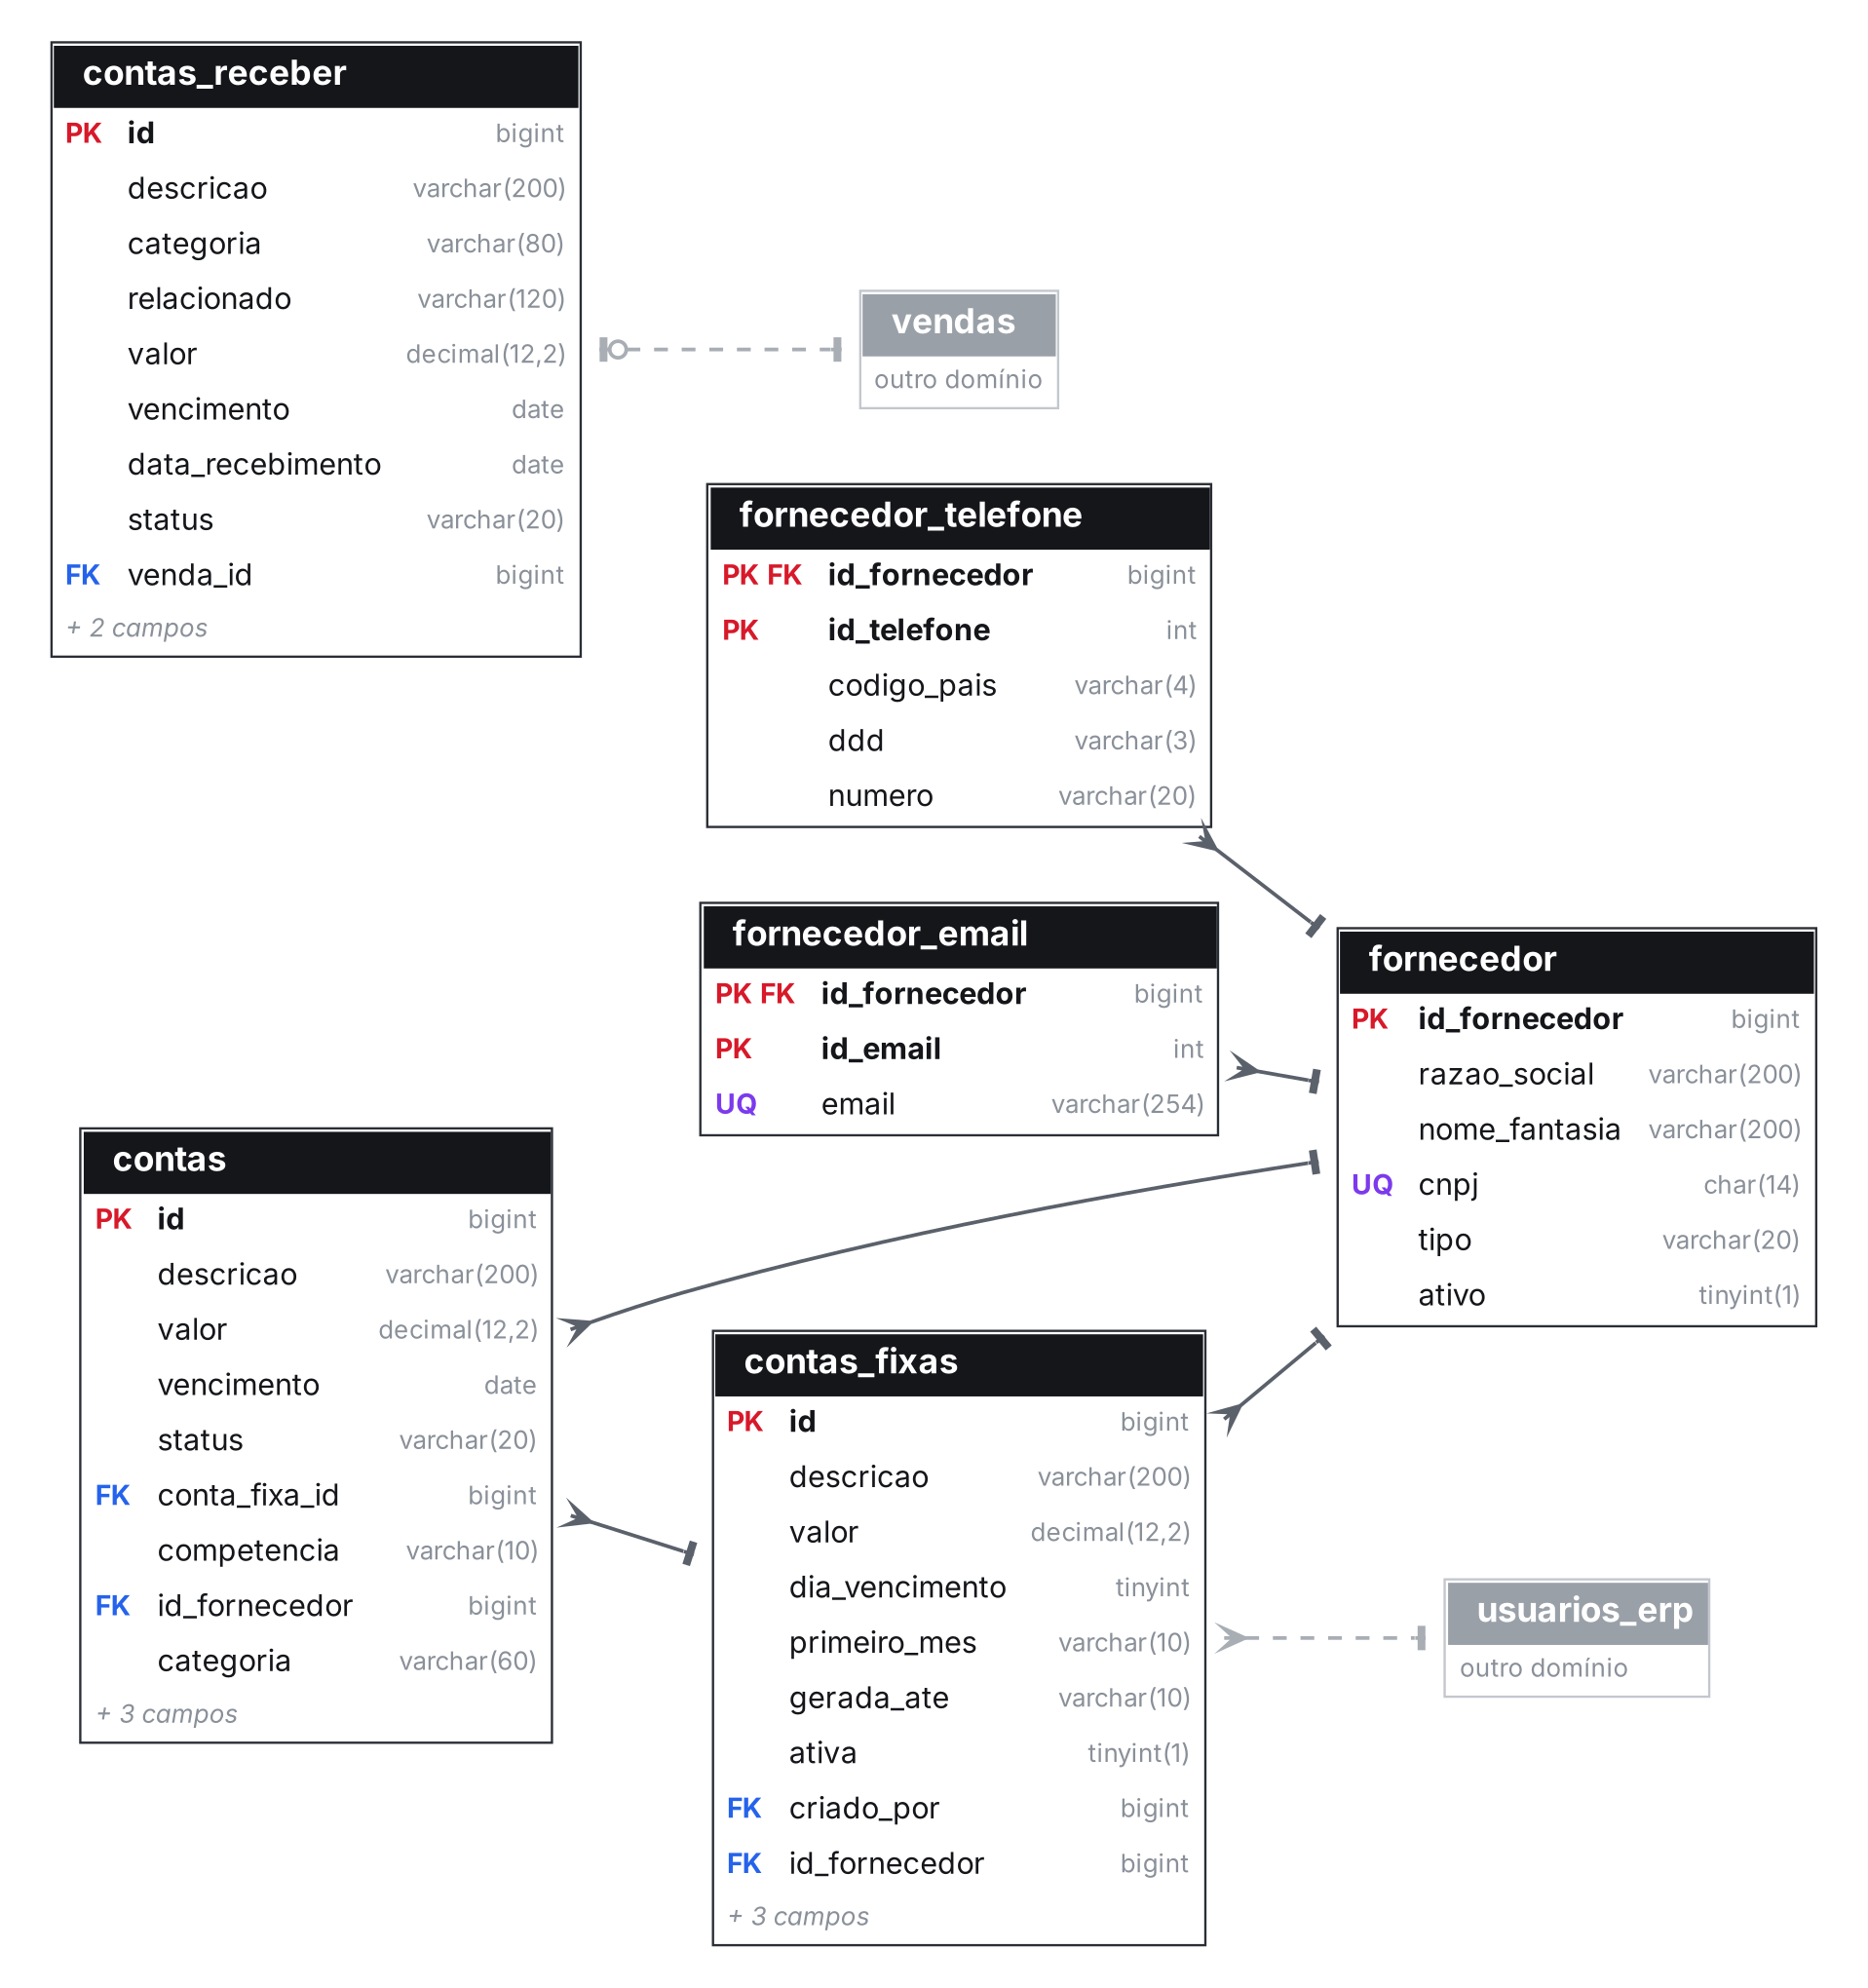 contas_receber
PK id bigint
descricao varchar(200)
categoria varchar(80)
relacionado varchar(120)
valor decimal(12,2)
vencimento date
data_recebimento date
status varchar(20)
FK venda_id bigint
+ 2 campos
vendas
outro domínio
fornecedor_telefone
PK FK id_fornecedor bigint
PK id_telefone int
codigo_pais varchar(4)
ddd varchar(3)
numero varchar(20)
fornecedor_email
PK FK id_fornecedor bigint
PK id_email int
UQ email varchar(254)
fornecedor
PK id_fornecedor bigint
razao_social varchar(200)
nome_fantasia varchar(200)
UQ cnpj char(14)
tipo varchar(20)
ativo tinyint(1)
contas
PK id bigint
descricao varchar(200)
valor decimal(12,2)
vencimento date
status varchar(20)
FK conta_fixa_id bigint
competencia varchar(10)
FK id_fornecedor bigint
categoria varchar(60)
+ 3 campos
contas_fixas
PK id bigint
descricao varchar(200)
valor decimal(12,2)
dia_vencimento tinyint
primeiro_mes varchar(10)
gerada_ate varchar(10)
ativa tinyint(1)
FK criado_por bigint
FK id_fornecedor bigint
+ 3 campos
usuarios_erp
outro domínio